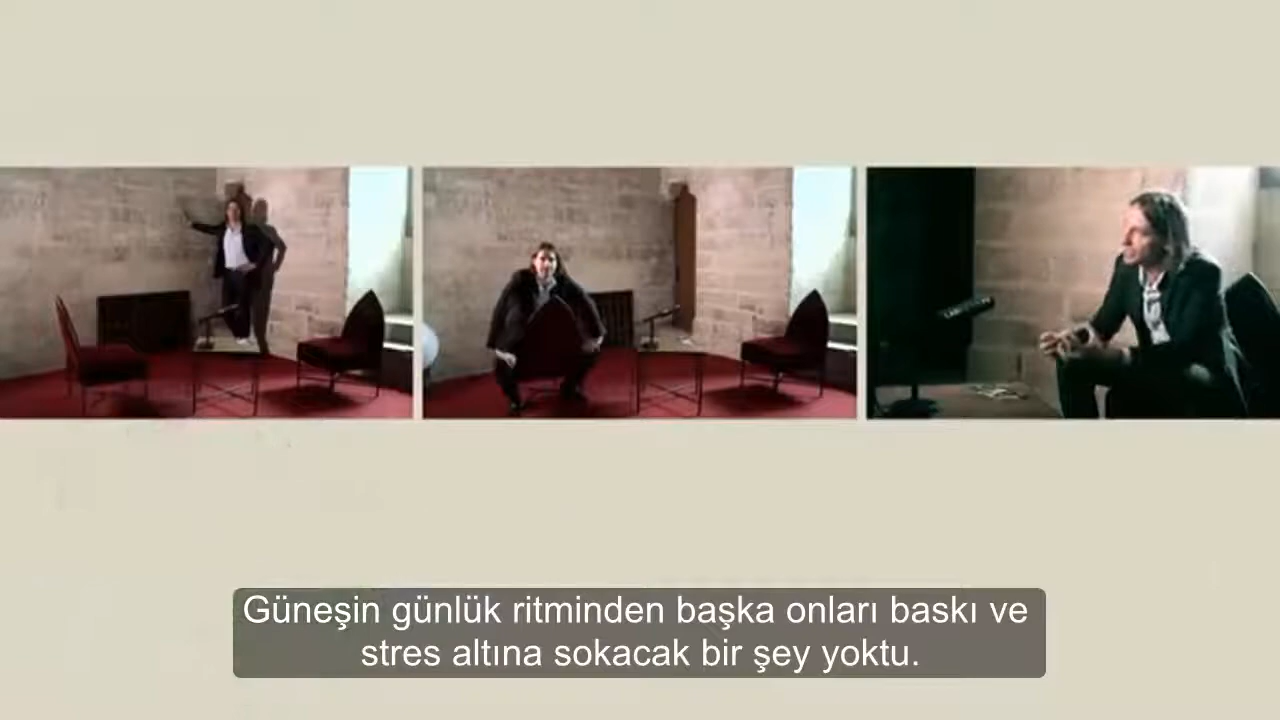 Güneşin günlük ritminden başka onları baskı ve
stres altına sokacak bir şey yoktu.